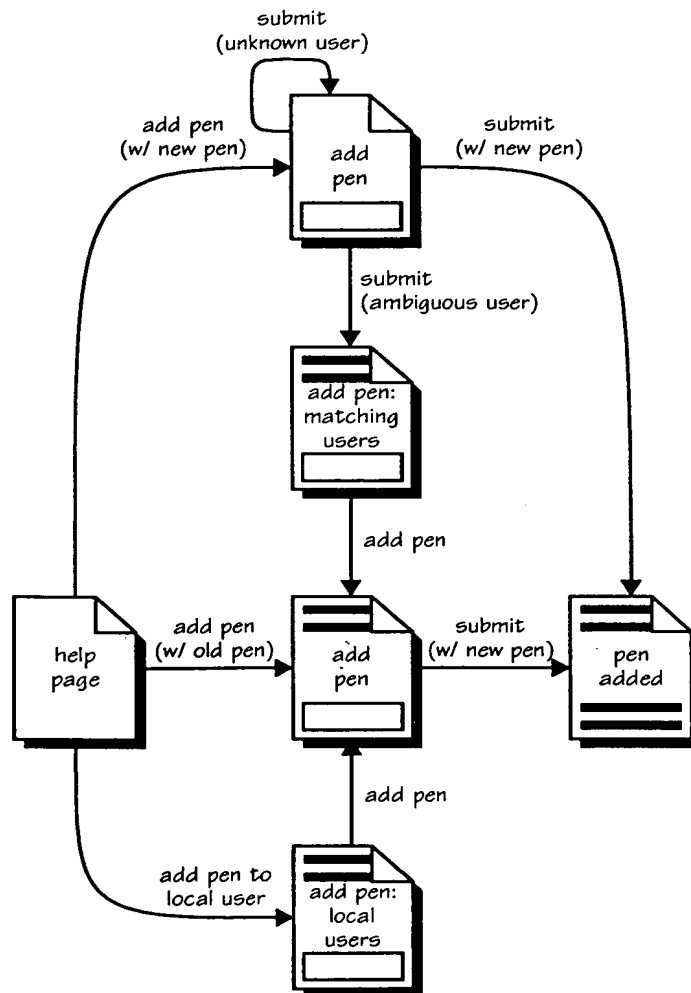 submit
(unknown user)
add pen
(w/ new pen)
submit
(w/ new pen)
add
pen
submit
(ambiguous user)
add pen:
matching
users
add pen
help
page
add pen
(w/ old pen)
add
pen
submit
(w/ new pen)
pen
added
add pen
add pen to
local user
add pen:
local
users